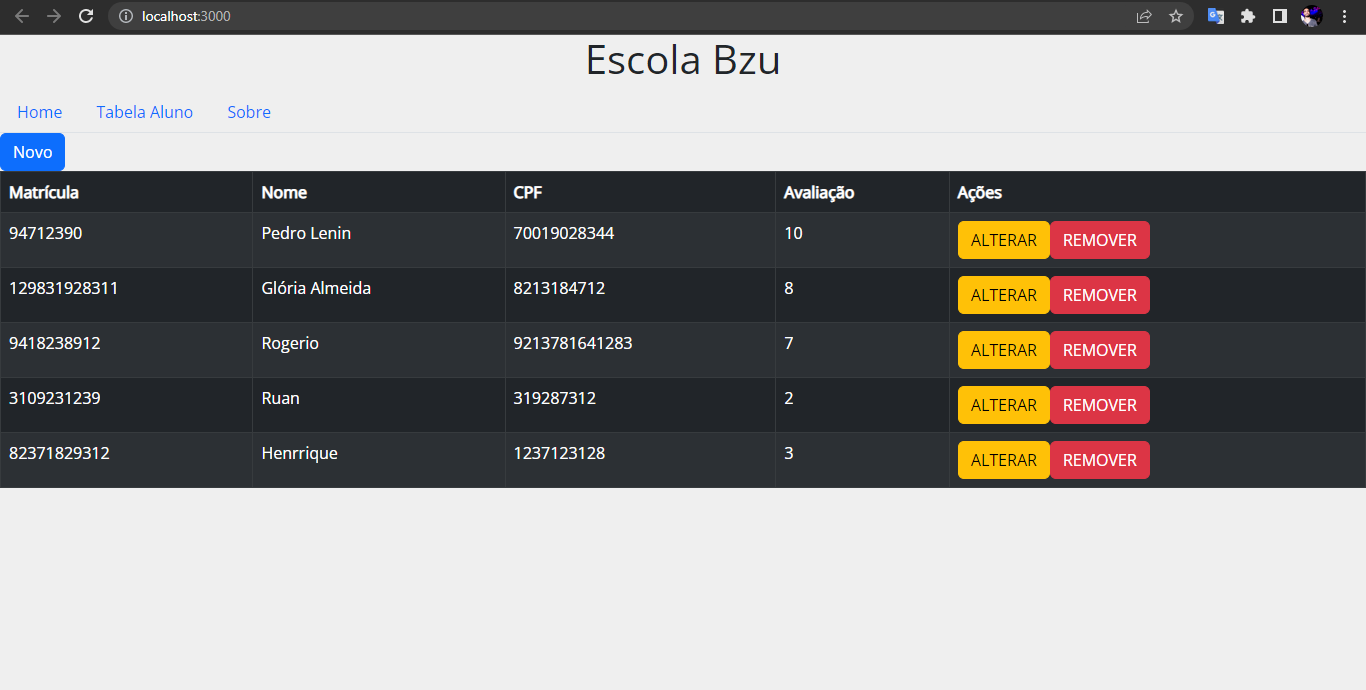 localhost:3000
Escola Bzu
Home Tabela Aluno Sobre
Novo
Matrícula Nome CPF Avaliação Ações
94712390 Pedro Lenin 70019028344 10 ALTERAR REMOVER
129831928311 Glória Almeida 8213184712 8 ALTERAR REMOVER
9418238912 Rogerio 9213781641283 7 ALTERAR REMOVER
3109231239 Ruan 319287312 2 ALTERAR REMOVER
82371829312 Henrrique 1237123128 3 ALTERAR REMOVER